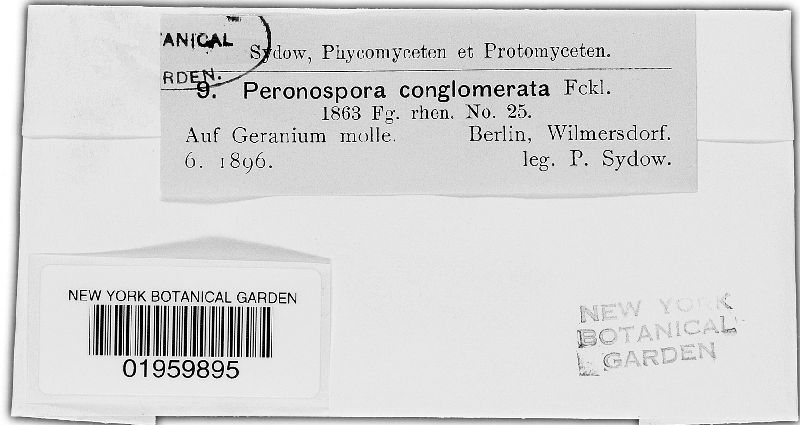 ANICAL
RDEN.
Sydow, Phycomyceten et Protomyceten.
9. Peronospora conglomerata Fckl.
1863 Fg. rhen. No. 25.
Auf Geranium molle. Berlin, Wilmersdorf.
6. 1896. leg. P. Sydow.
NEW YORK BOTANICAL GARDEN
01959895
NEW YORK
BOTANICAL
GARDEN